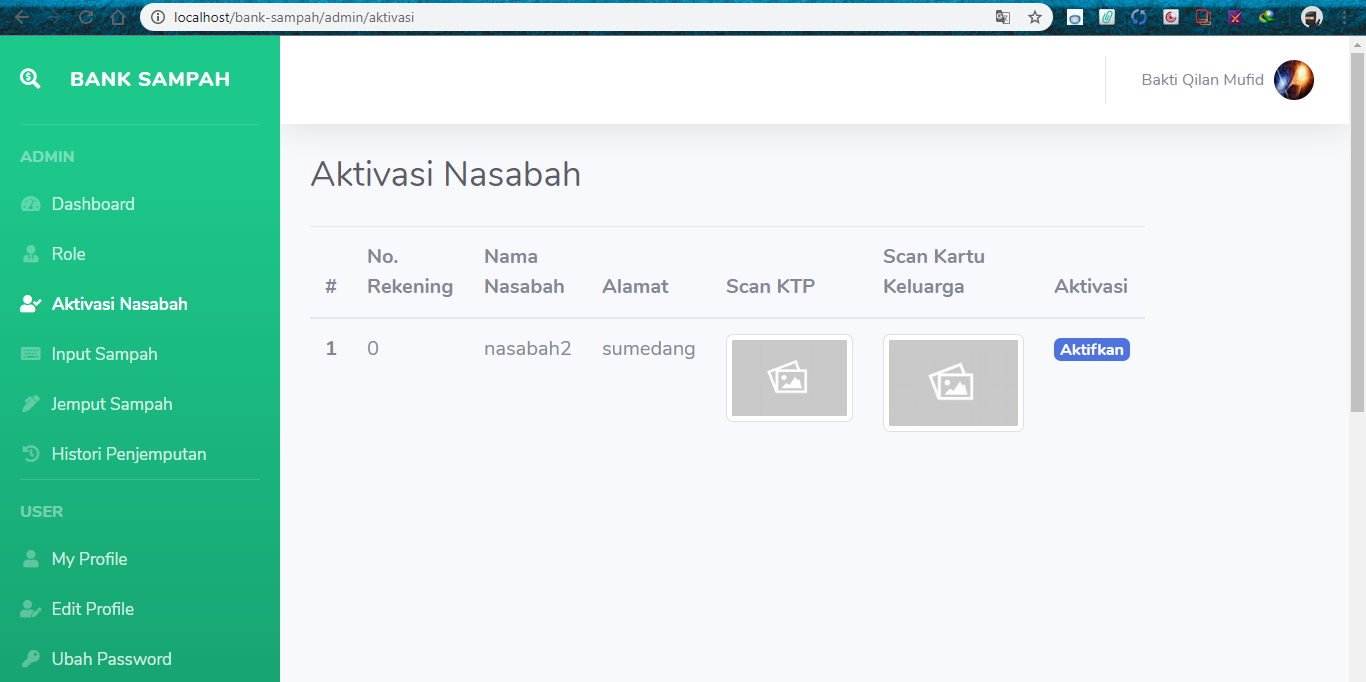 localhost/bank-sampah/admin/aktivasi
BANK SAMPAH
Bakti Qilan Mufid
ADMIN
Dashboard
Role
Aktivasi Nasabah
Input Sampah
Jemput Sampah
Histori Penjemputan
USER
My Profile
Edit Profile
Ubah Password
Aktivasi Nasabah
#
No.
Rekening
Nama
Nasabah
Alamat
Scan KTP
Scan Kartu
Keluarga
Aktivasi
1 0 nasabah2 sumedang Aktifkan